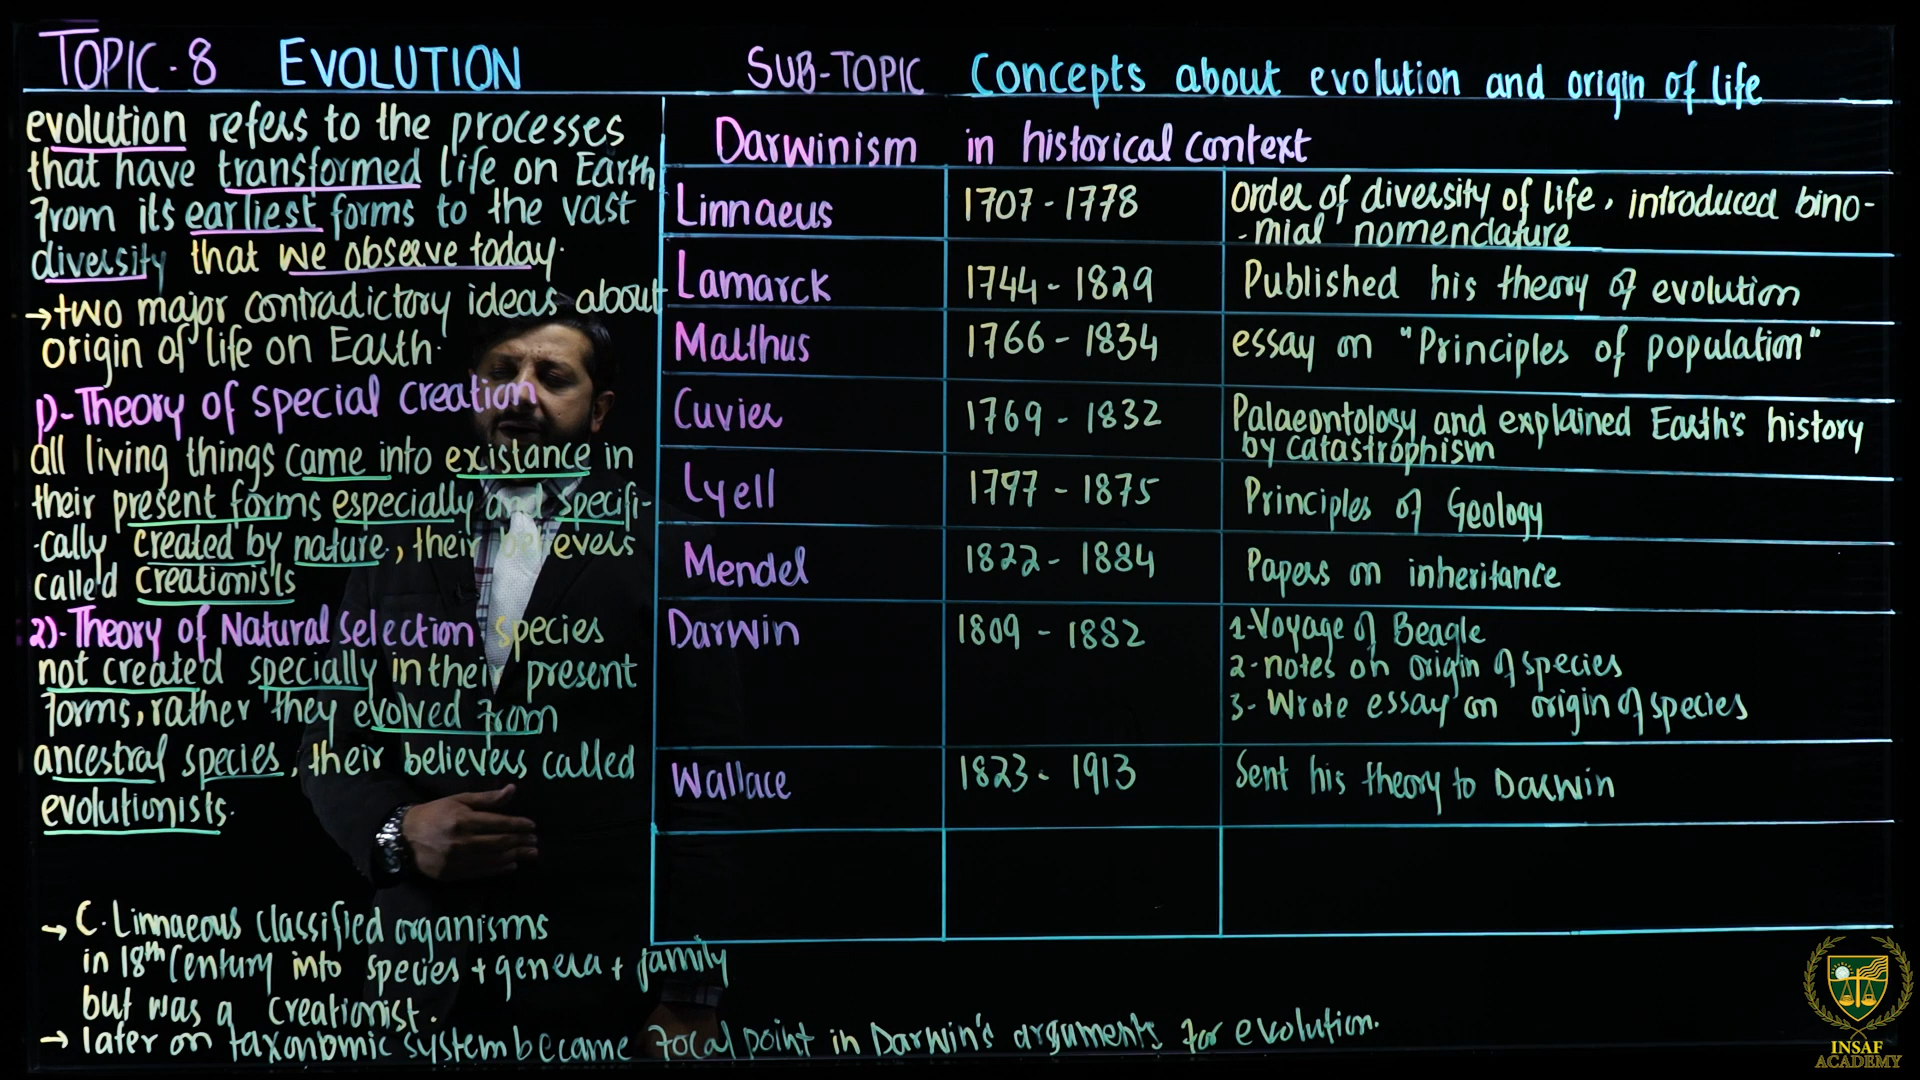 TOPIC-8 EVOLUTION SUB-TOPIC Concepts about evolution and origin of life
evolution refers to the processes
that have transformed life on Earth
from its earliest forms to the vast
diversity that we observe today.
→two major contradictory ideas about
origin of life on Earth.
1)-Theory of special creation
all living things came into existance in
their present forms especially and specifi-
-cally created by nature, their believers
called creationists
2)-Theory of Natural selection species
not created specially in their present
forms, rather they evolved from
ancestral species, their believers called
evolutionists.
→ C. Linnaeous classified organisms
in 18th Century into species + genera + family
but was a creationist.
→ later on taxonomic system became focal point in Darwin's arguments for evolution.
Darwinism in historical context
Linnaeus 1707-1778 order of diversity of life, introduced bino-
-mial nomenclature
Lamarck 1744-1829 Published his theory of evolution
Malthus 1766-1834 essay on "Principles of population"
Cuvier 1769-1832 Palaeontology and explained Earth's history
by catastrophism
Lyell 1797-1875 Principles of Geology
Mendel 1822-1884 Papers on inheritance
Darwin 1809-1882 1-Voyage of Beagle
2-notes on origin of species
3-Wrote essay on origin of species
Wallace 1823-1913 Sent his theory to Darwin
INSAF
ACADEMY